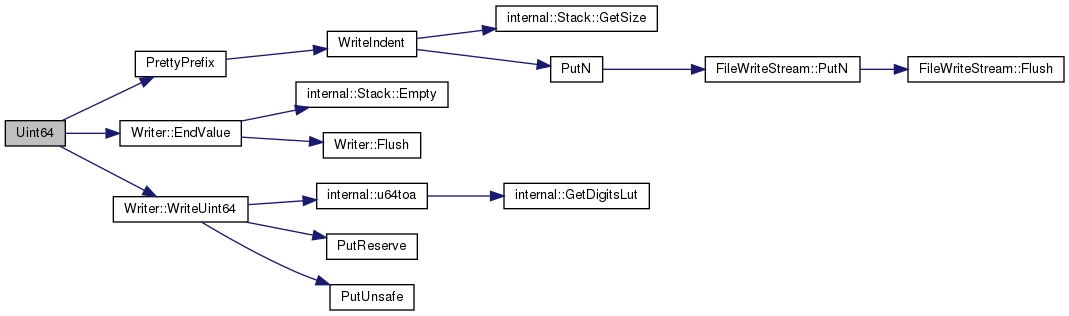 Uint64
PrettyPrefix
WriteIndent
internal::Stack::GetSize
PutN
FileWriteStream::PutN
FileWriteStream::Flush
Writer::EndValue
internal::Stack::Empty
Writer::Flush
Writer::WriteUint64
internal::u64toa
internal::GetDigitsLut
PutReserve
PutUnsafe